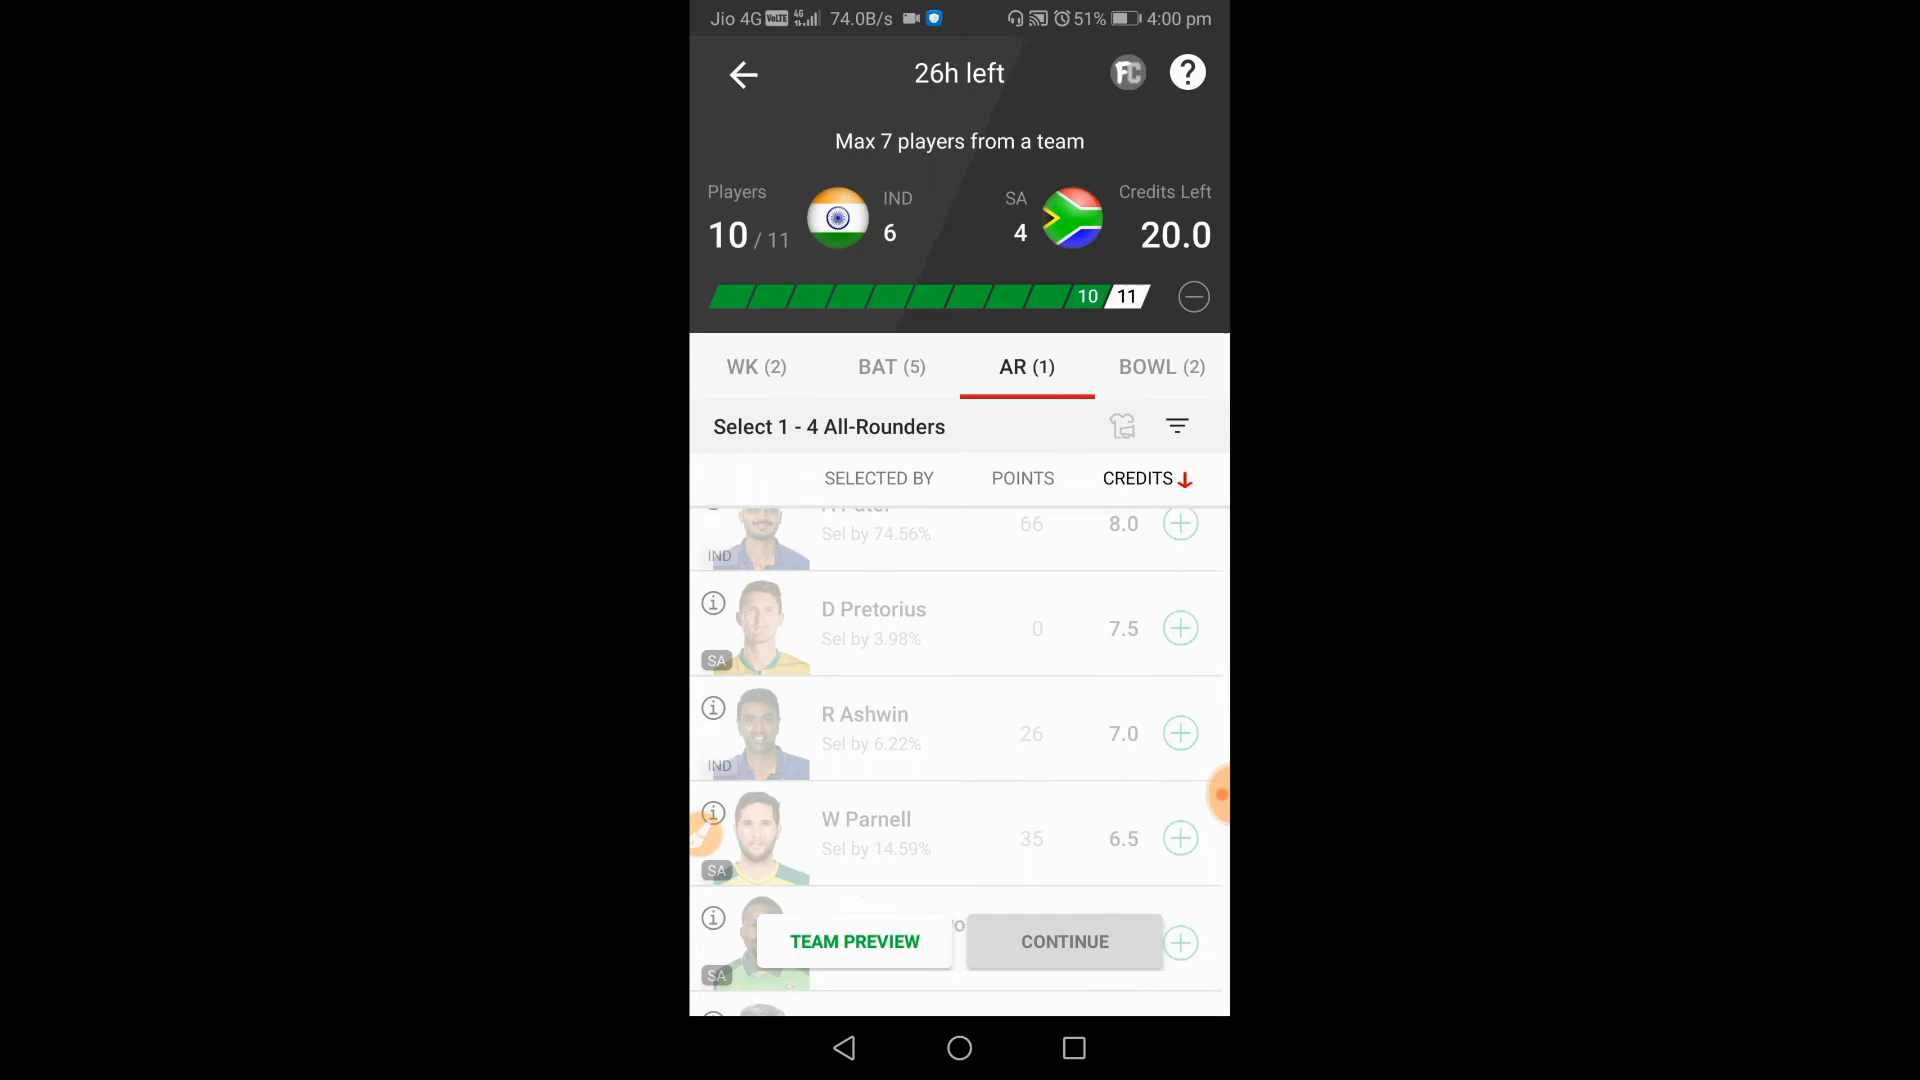 Jio 4G VoLTE 4G 74.0B/s 51% 4:00 pm
26h left FC ?
Max 7 players from a team
Players IND SA Credits Left
10 / 11 6 4 20.0
10 11
WK (2) BAT (5) AR (1) BOWL (2)
Select 1 - 4 All-Rounders
SELECTED BY POINTS CREDITS
Sel by 74.56% 66 8.0
IND
D Pretorius
Sel by 3.98% 0 7.5
SA
R Ashwin
Sel by 6.22% 26 7.0
IND
W Parnell
Sel by 14.59% 35 6.5
SA
TEAM PREVIEW CONTINUE
SA